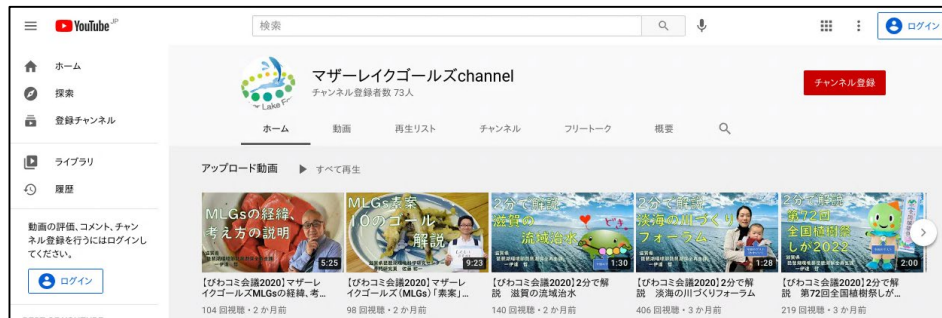 YouTube JP
検索
ログイン
ホーム
探索
登録チャンネル
ライブラリ
履歴
動画の評価、コメント、チャン
ネル登録を行うにはログインし
てください。
ログイン
マザーレイクゴールズchannel
チャンネル登録者数 73人
チャンネル登録
ホーム 動画 再生リスト チャンネル フリートーク 概要
アップロード動画 ▶ すべて再生
MLGsの経緯、
考え方の説明
5:25
MLGs素案
10のゴール
解説
9:23
2分で解説
滋賀の
流域治水
1:30
2分で解説
淡海の川づくり
フォーラム
1:28
2分で解説
第72回
全国植樹祭
しが2022
2:00
【びわコミ会議2020】マザーレ
イクゴールズMLGsの経緯、考...
104 回視聴・2 か月前
【びわコミ会議2020】マザーレ
イクゴールズ(MLGs)「素案」...
98 回視聴・2 か月前
【びわコミ会議2020】2分で解
説 滋賀の流域治水
140 回視聴・2 か月前
【びわコミ会議2020】2分で解
説 淡海の川づくりフォーラム
406 回視聴・3 か月前
【びわコミ会議2020】2分で解
説 第72回全国植樹祭しが...
219 回視聴・3 か月前